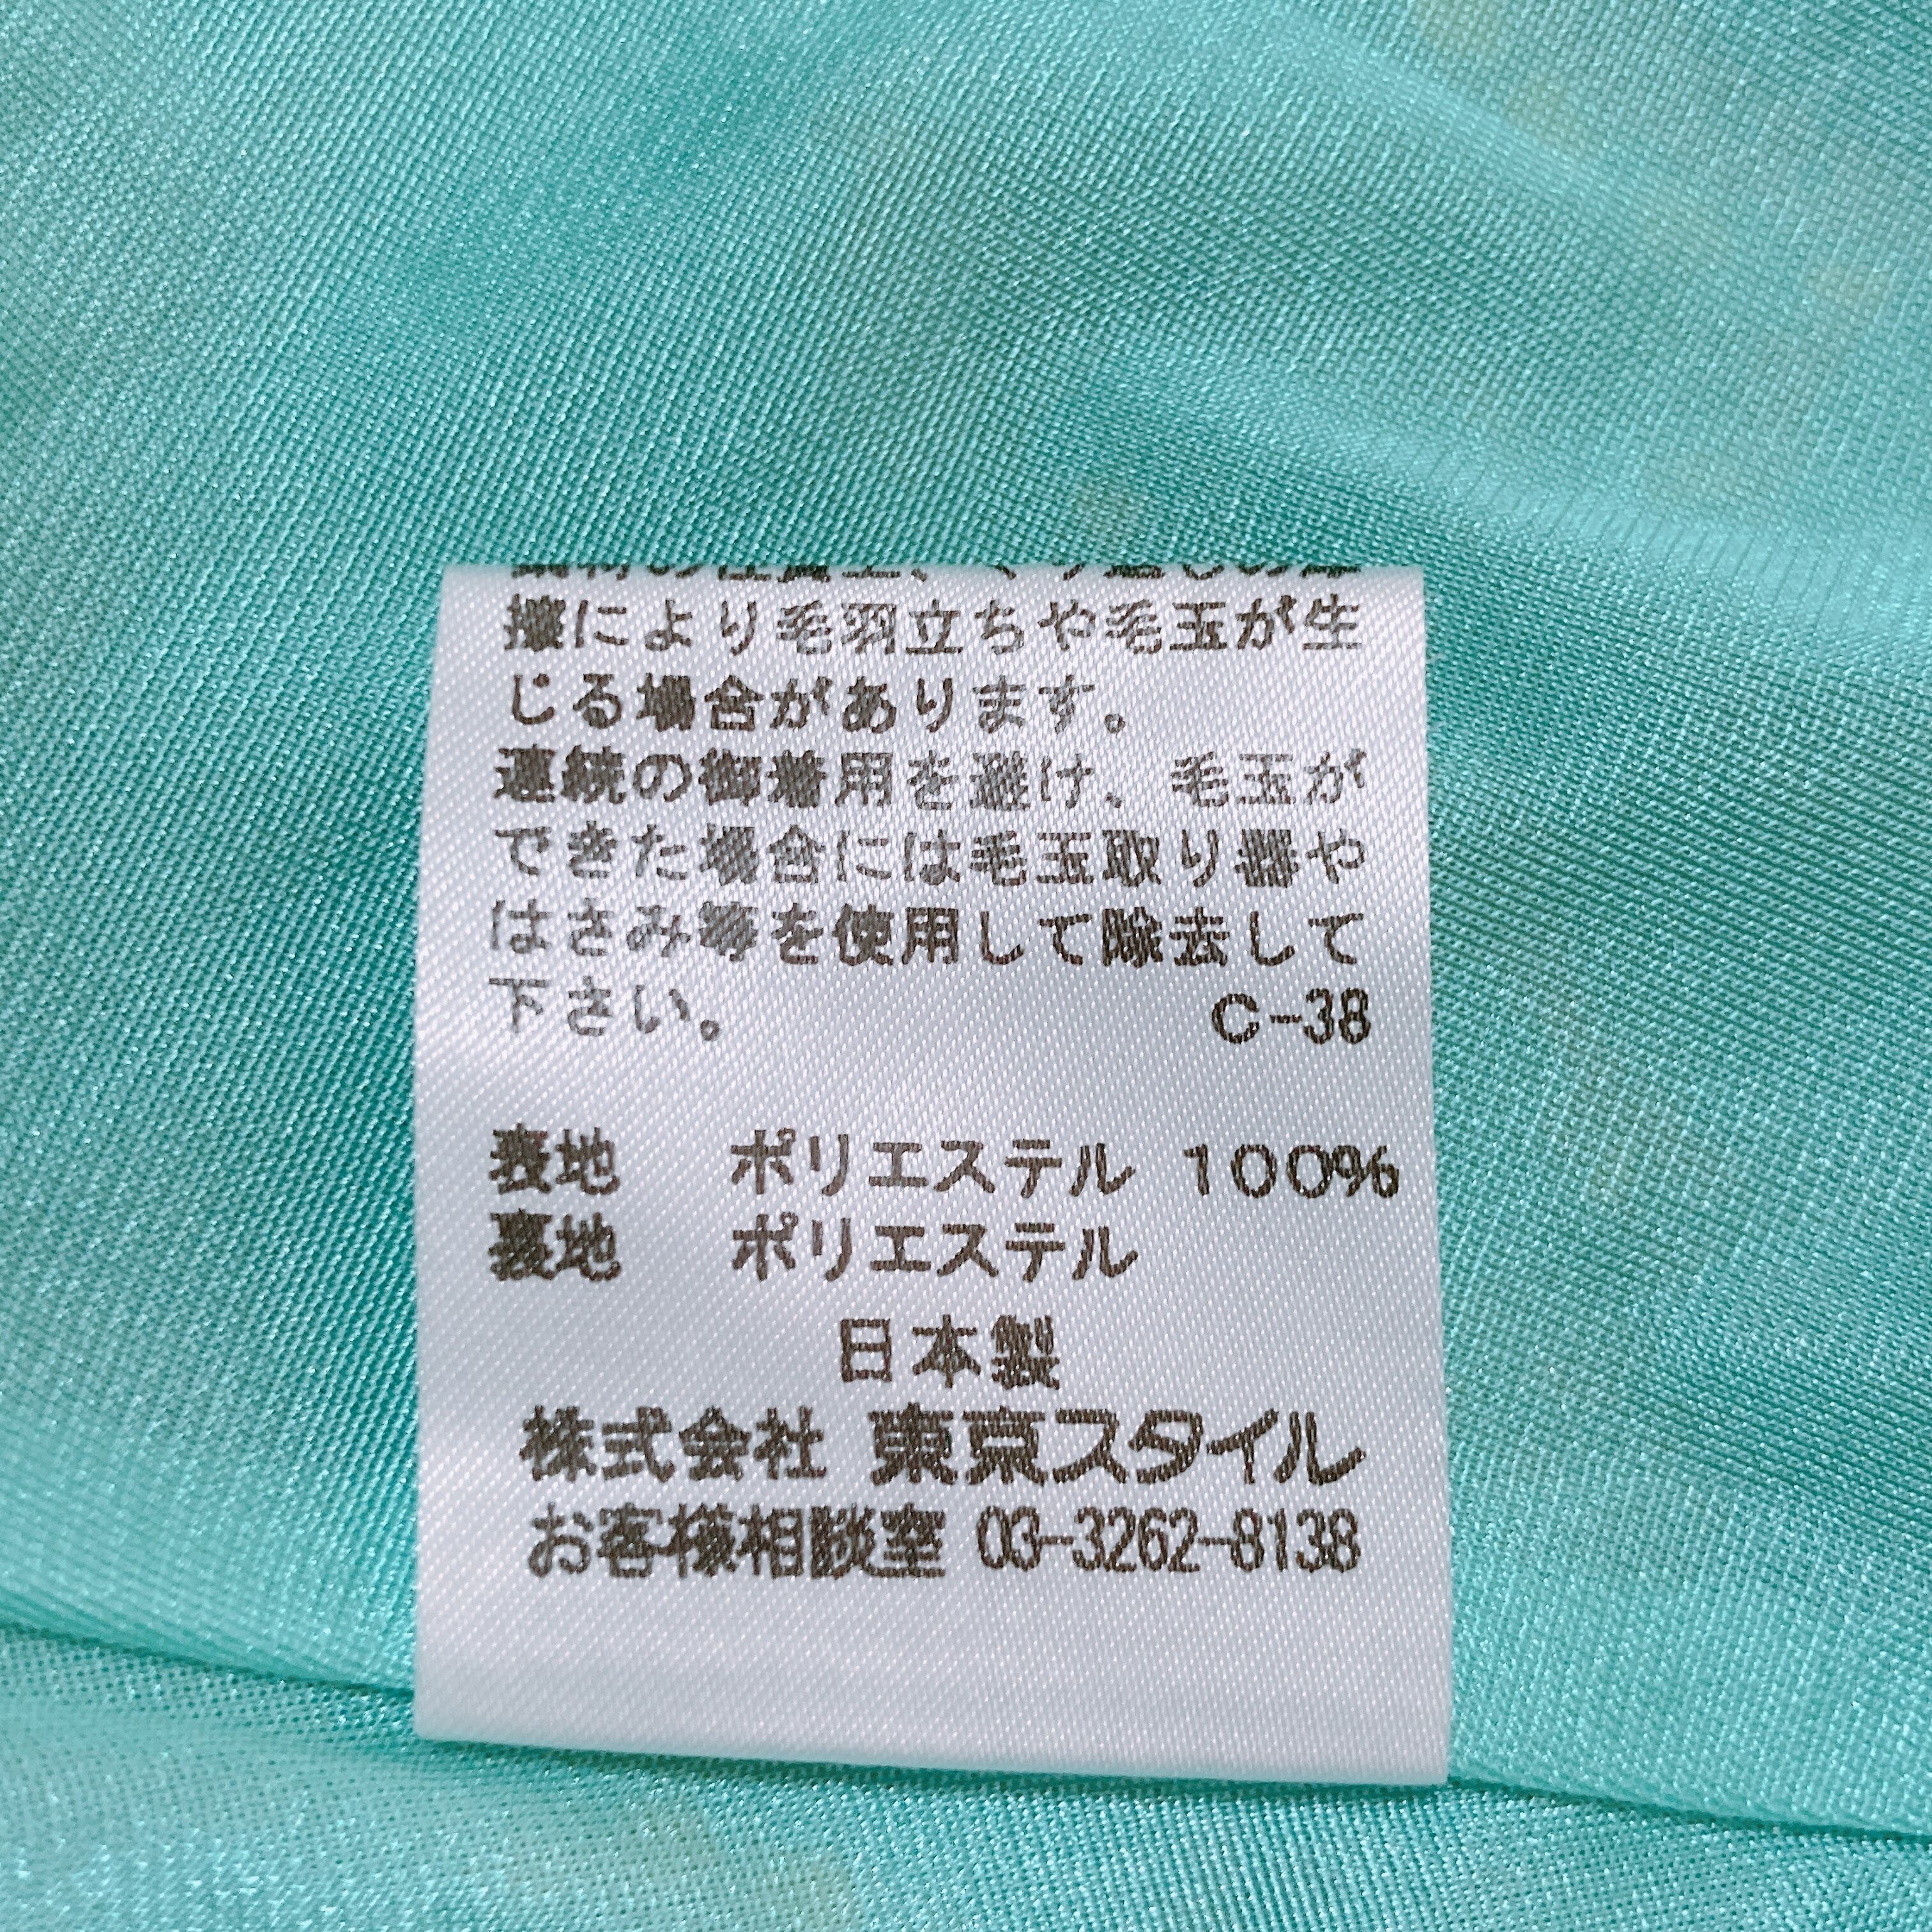 擦により毛羽立ちや毛玉が生
じる場合があります。
連続の御着用を避け、毛玉が
できた場合には毛玉取り器や
はさみ等を使用して除去して
下さい。 C-38
表地 ポリエステル 100%
裏地 ポリエステル
日本製
株式会社 東京スタイル
お客様相談室 03-3262-8138